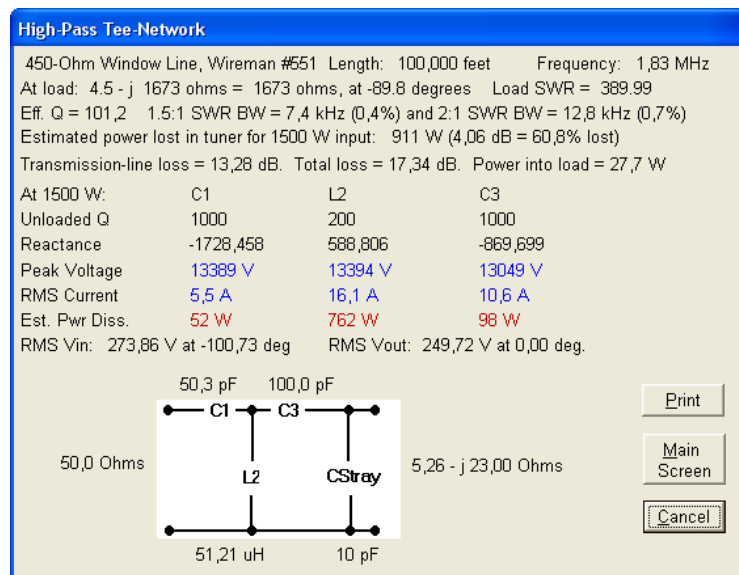 High-Pass Tee-Network
450-Ohm Window Line, Wireman #551 Length: 100,000 feet Frequency: 1,83 MHz
At load: 4.5 - j 1673 ohms = 1673 ohms, at -89.8 degrees Load SWR = 389.99
Eff. Q = 101,2 1.5:1 SWR BW = 7,4 kHz (0,4%) and 2:1 SWR BW = 12,8 kHz (0,7%)
Estimated power lost in tuner for 1500 W input: 911 W (4,06 dB = 60,8% lost)
Transmission-line loss = 13,28 dB. Total loss = 17,34 dB. Power into load = 27,7 W
At 1500 W: C1 L2 C3
Unloaded Q 1000 200 1000
Reactance -1728,458 588,806 -869,699
Peak Voltage 13389 V 13394 V 13049 V
RMS Current 5,5 A 16,1 A 10,6 A
Est. Pwr Diss. 52 W 762 W 98 W
RMS Vin: 273,86 V at -100,73 deg RMS Vout: 249,72 V at 0,00 deg.
50,3 pF 100,0 pF
C1 C3
50,0 Ohms
L2
CStray
5,26 - j 23,00 Ohms
51,21 uH 10 pF
Print
Main
Screen
Cancel